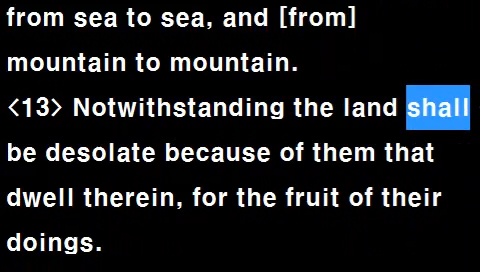 from sea to sea, and [from]
mountain to mountain.
<13> Notwithstanding the land shall
be desolate because of them that
dwell therein, for the fruit of their
doings.